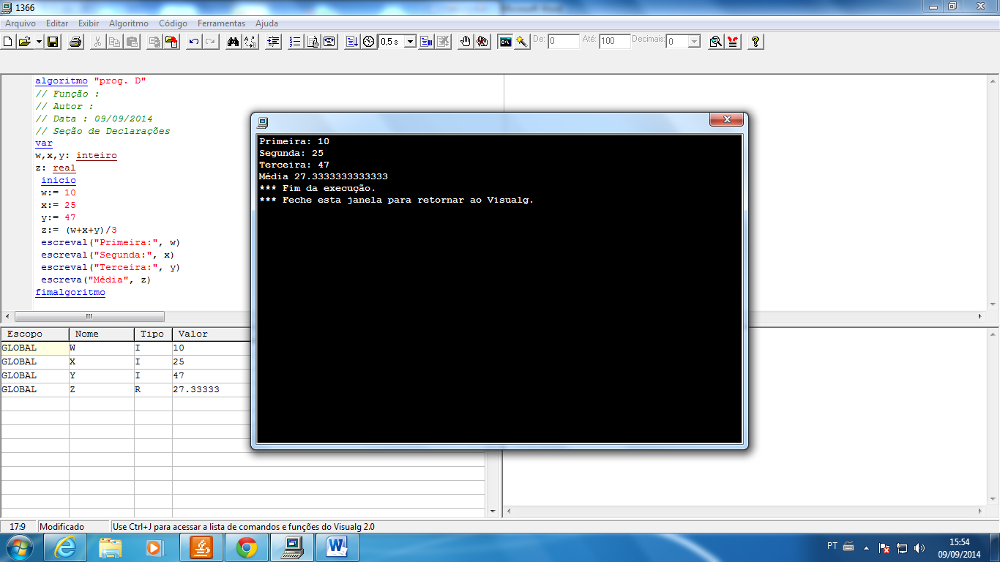 1366
Arquivo Editar Exibir Algoritmo Código Ferramentas Ajuda
0,5 s De: 0 Até: 100 Decimais: 0
algoritmo "prog. D"
// Função :
// Autor :
// Data : 09/09/2014
// Seção de Declarações
var
w,x,y: inteiro
z: real
inicio
w:= 10
x:= 25
y:= 47
z:= (w+x+y)/3
escreval("Primeira:", w)
escreval("Segunda:", x)
escreval("Terceira:", y)
escreva("Média", z)
fimalgoritmo
Primeira: 10
Segunda: 25
Terceira: 47
Média 27.3333333333333
*** Fim da execução.
*** Feche esta janela para retornar ao Visualg.
Escopo Nome Tipo Valor
GLOBAL W I 10
GLOBAL X I 25
GLOBAL Y I 47
GLOBAL Z R 27.33333
17:9 Modificado Use Ctrl+J para acessar a lista de comandos e funções do Visualg 2.0
PT 15:54
09/09/2014